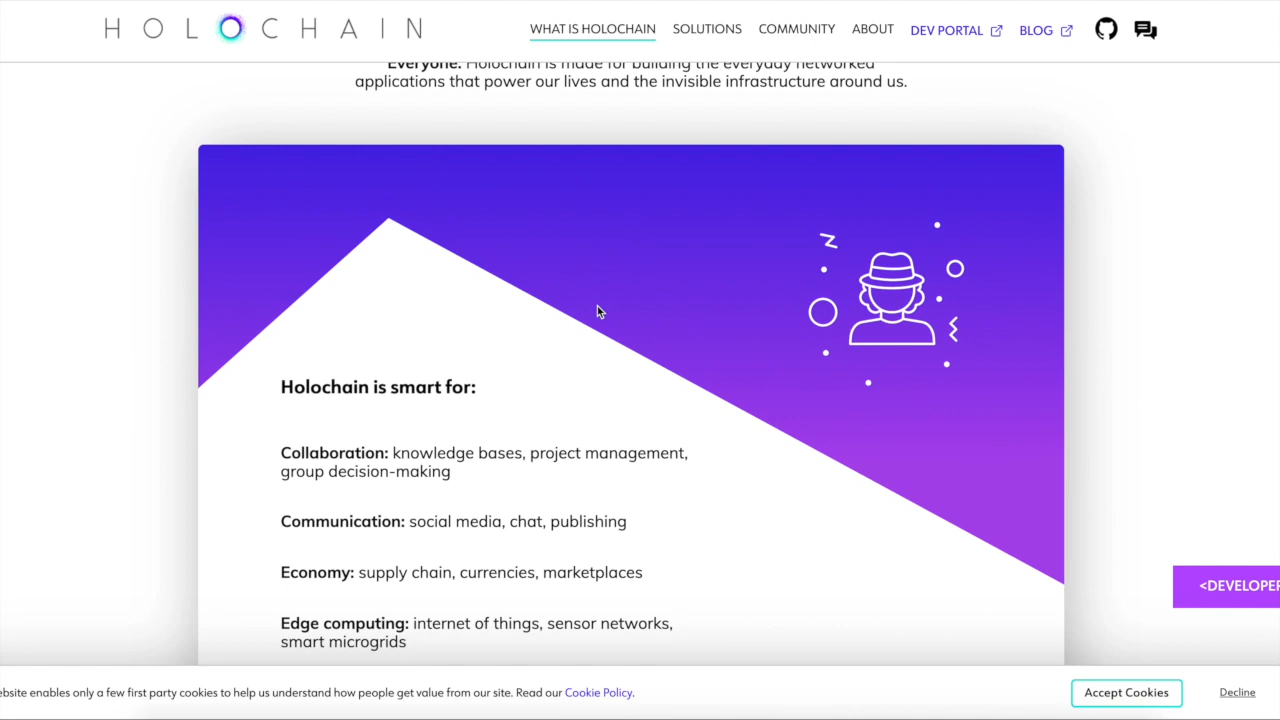 HOLOCHAIN
WHAT IS HOLOCHAIN SOLUTIONS COMMUNITY ABOUT DEV PORTAL BLOG
Everyone: Holochain is made for building the everyday networked
applications that power our lives and the invisible infrastructure around us.
Holochain is smart for:
Collaboration: knowledge bases, project management,
group decision-making
Communication: social media, chat, publishing
Economy: supply chain, currencies, marketplaces
Edge computing: internet of things, sensor networks,
smart microgrids
<DEVELOPER
ebsite enables only a few first party cookies to help us understand how people get value from our site. Read our Cookie Policy.
Accept Cookies
Decline